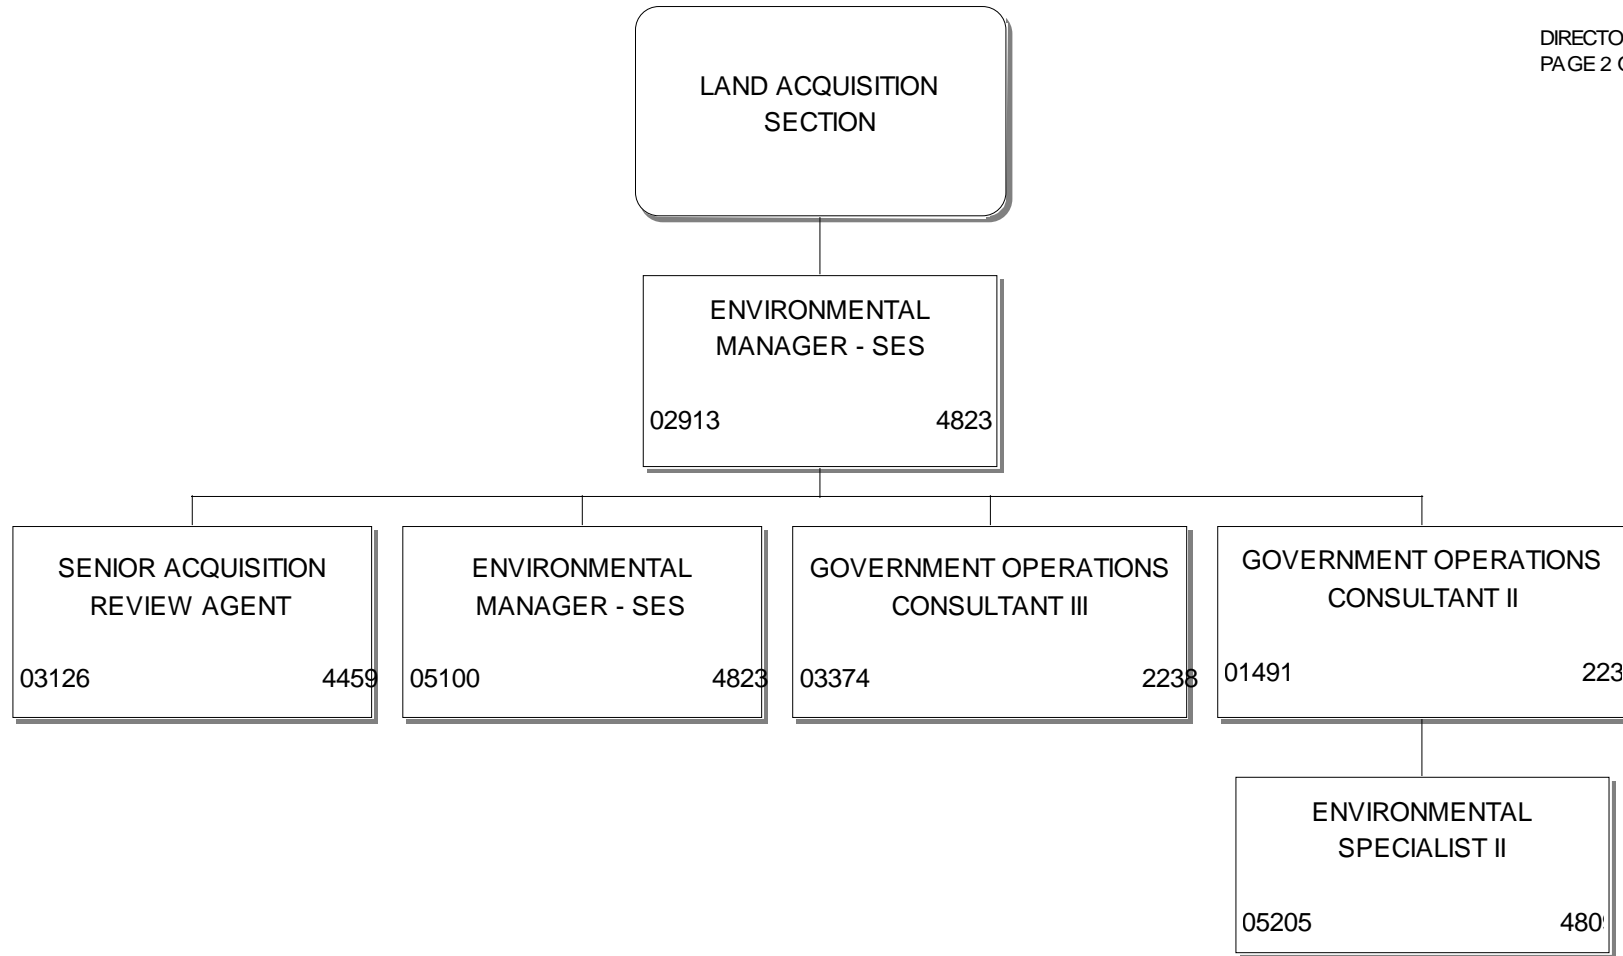 PAGE 2
LAND ACQUISITION
SECTION
ENVIRONMENTAL
MANAGER - SES
02913 4823
SENIOR ACQUISITION
REVIEW AGENT
03126 4459
ENVIRONMENTAL
MANAGER - SES
05100 4823
GOVERNMENT OPERATIONS
CONSULTANT III
03374 2238
GOVERNMENT OPERATIONS
CONSULTANT II
01491
ENVIRONMENTAL
SPECIALIST II
05205